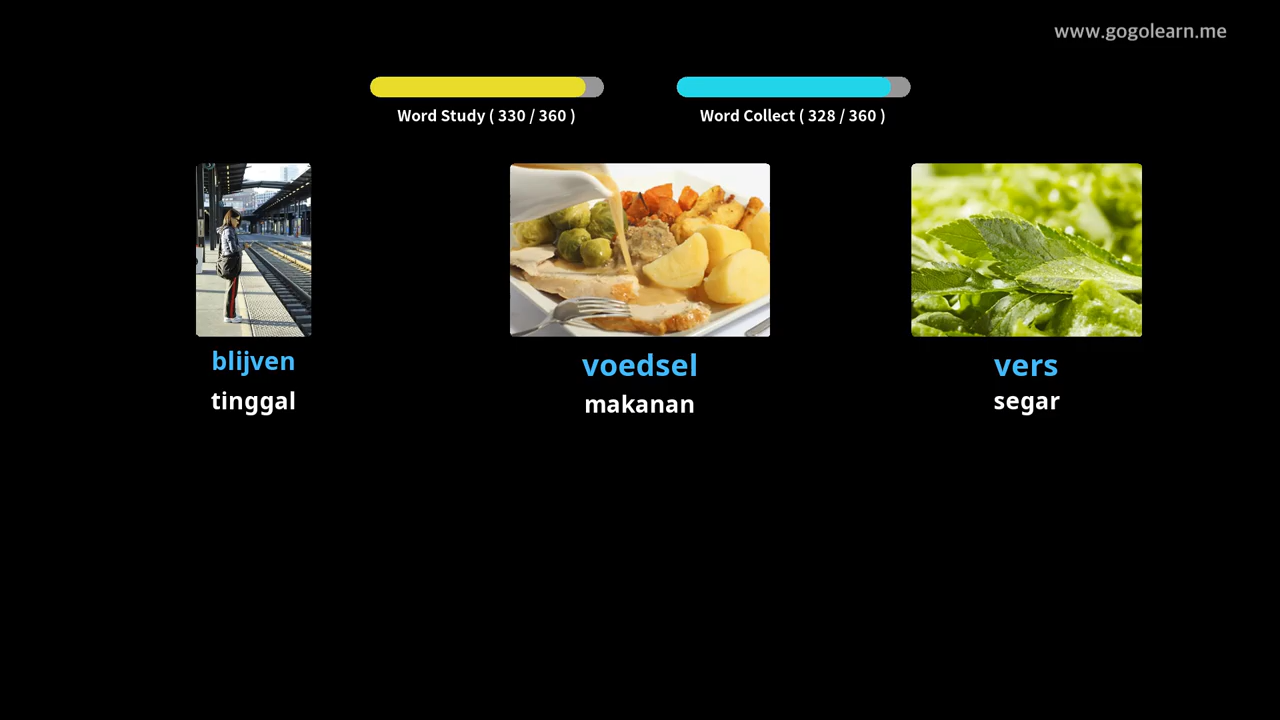 www.gogolearn.me
Word Study ( 330 / 360 )
Word Collect ( 328 / 360 )
blijven
tinggal
voedsel
makanan
vers
segar